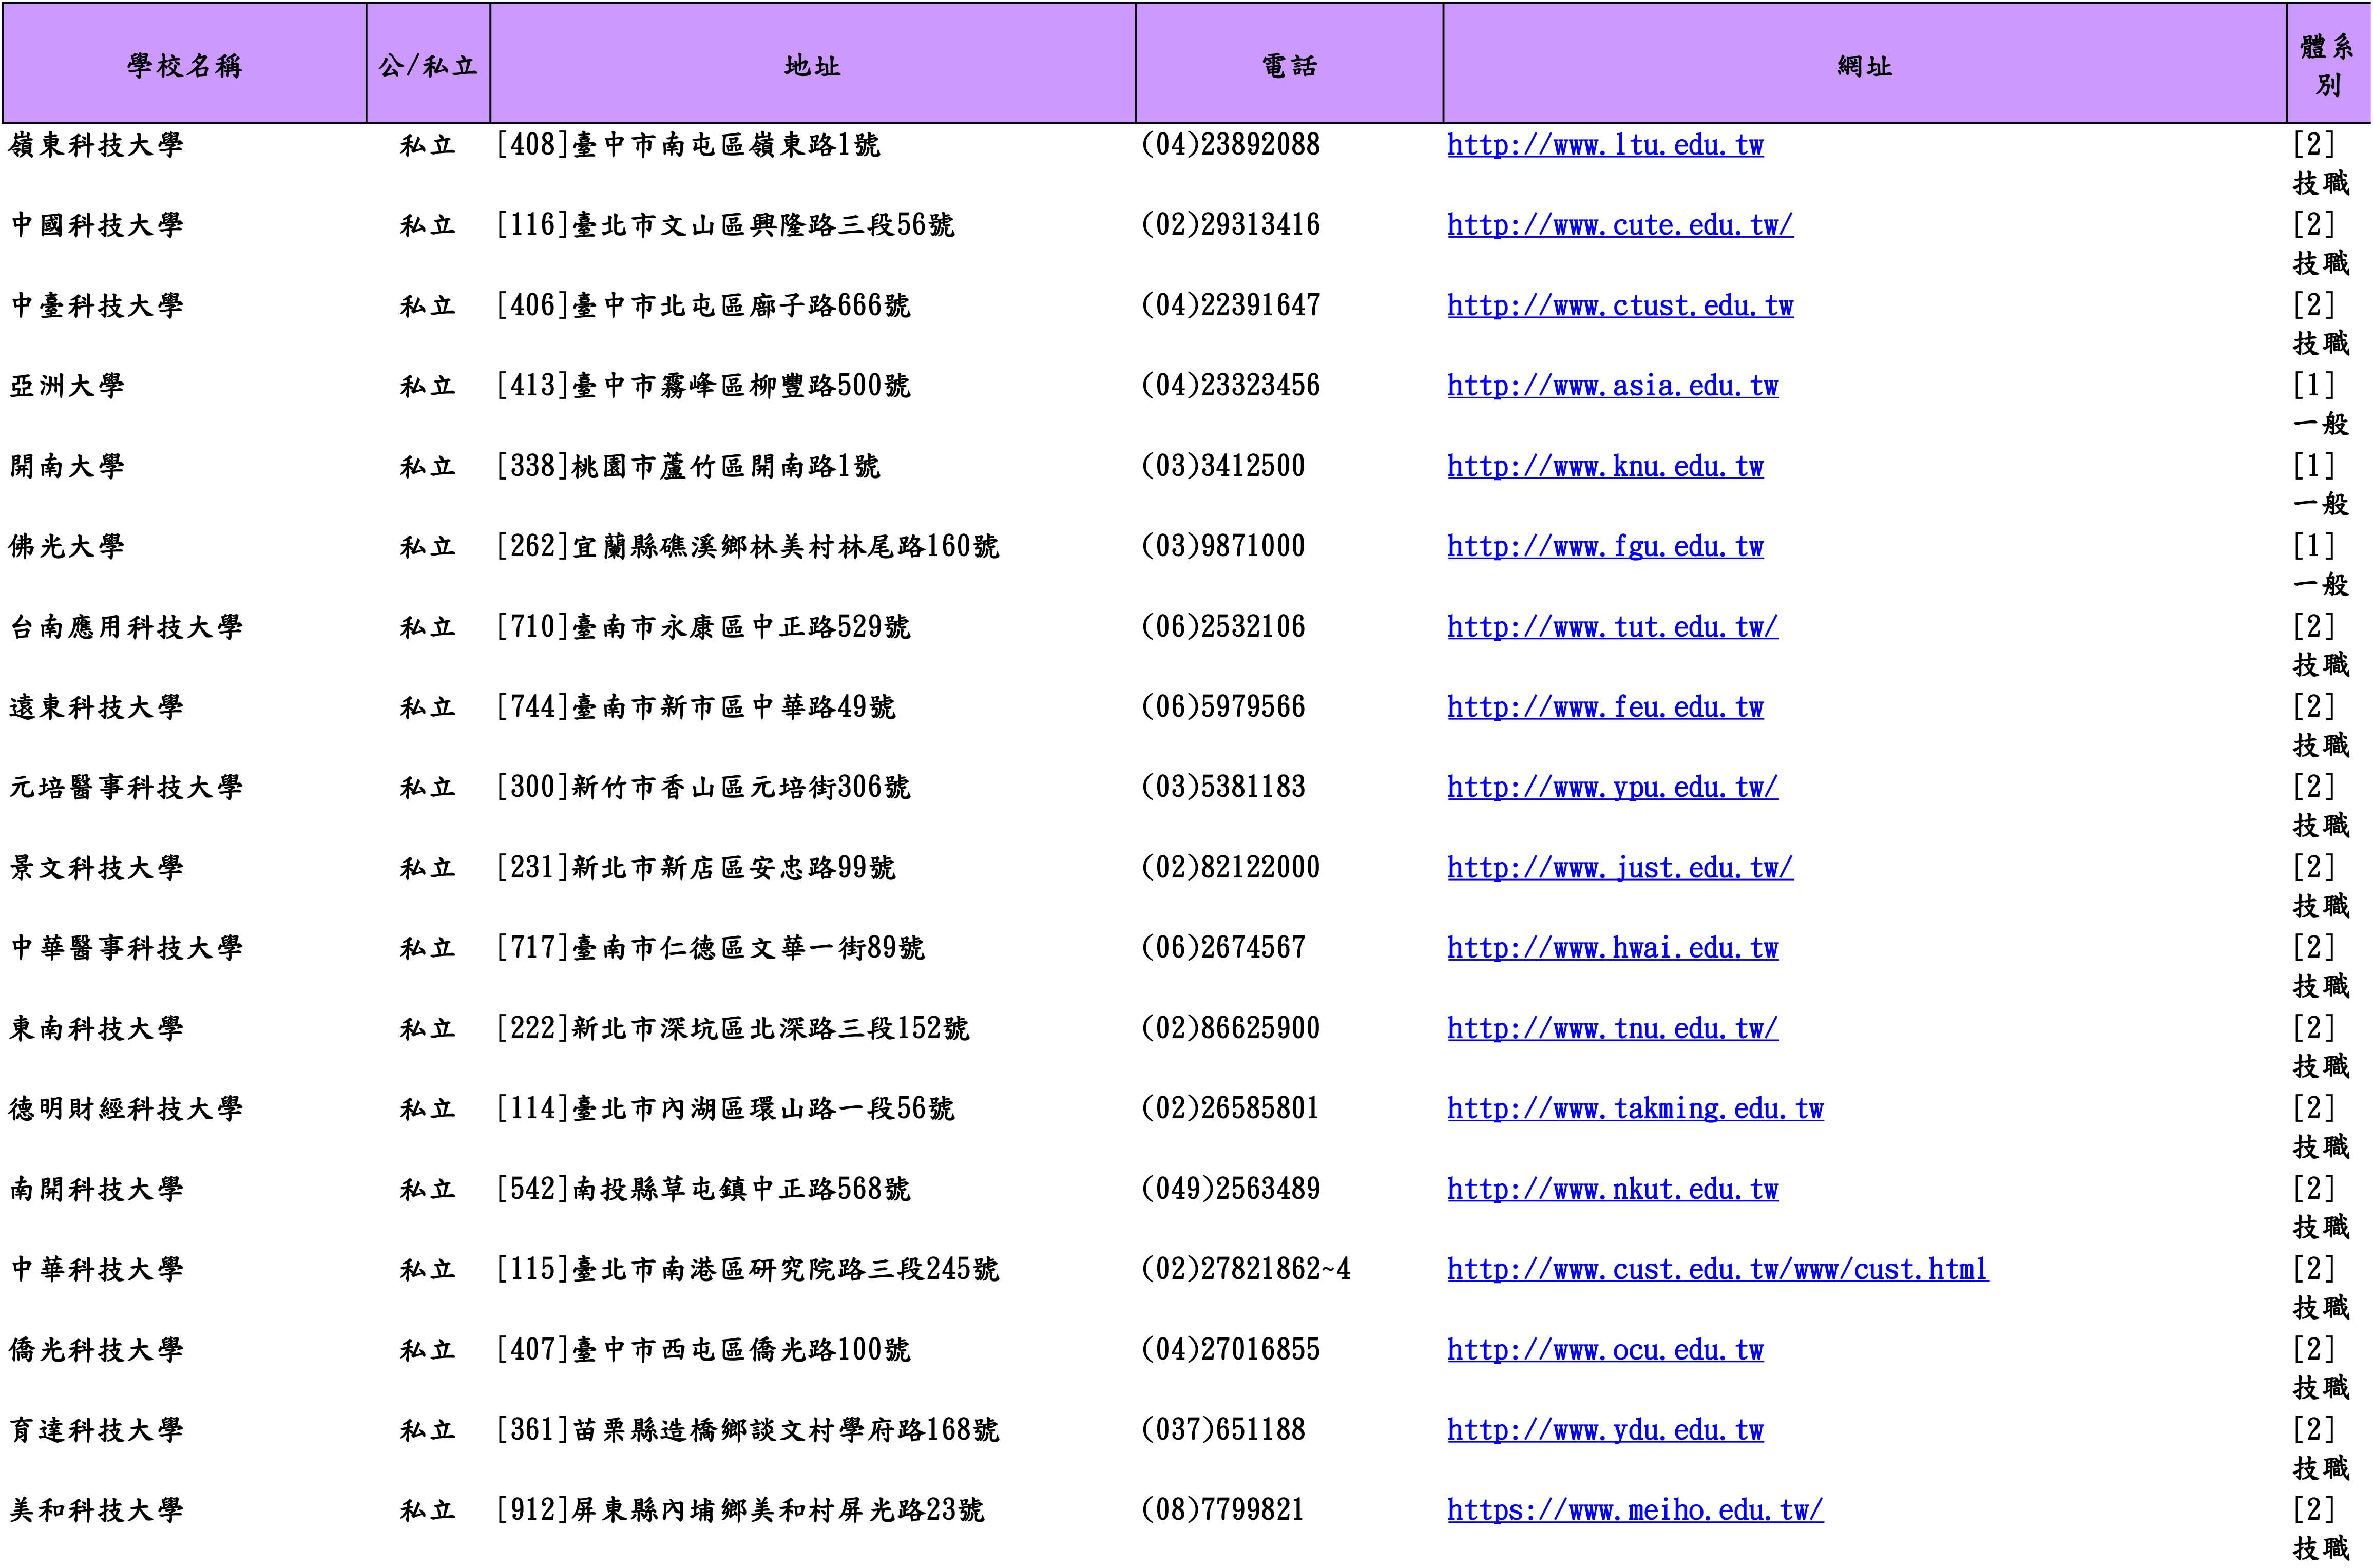 學校名稱 公/私立 地址 電話 網址 體系別
嶺東科技大學 私立 [408]臺中市南屯區嶺東路1號 (04)23892088 http://www.ltu.edu.tw [2]技職
中國科技大學 私立 [116]臺北市文山區興隆路三段56號 (02)29313416 http://www.cute.edu.tw/ [2]技職
中臺科技大學 私立 [406]臺中市北屯區廍子路666號 (04)22391647 http://www.ctust.edu.tw [2]技職
亞洲大學 私立 [413]臺中市霧峰區柳豐路500號 (04)23323456 http://www.asia.edu.tw [1]一般
開南大學 私立 [338]桃園市蘆竹區開南路1號 (03)3412500 http://www.knu.edu.tw [1]一般
佛光大學 私立 [262]宜蘭縣礁溪鄉林美村林尾路160號 (03)9871000 http://www.fgu.edu.tw [1]一般
台南應用科技大學 私立 [710]臺南市永康區中正路529號 (06)2532106 http://www.tut.edu.tw/ [2]技職
遠東科技大學 私立 [744]臺南市新市區中華路49號 (06)5979566 http://www.feu.edu.tw [2]技職
元培醫事科技大學 私立 [300]新竹市香山區元培街306號 (03)5381183 http://www.ypu.edu.tw/ [2]技職
景文科技大學 私立 [231]新北市新店區安忠路99號 (02)82122000 http://www.just.edu.tw/ [2]技職
中華醫事科技大學 私立 [717]臺南市仁德區文華一街89號 (06)2674567 http://www.hwai.edu.tw [2]技職
東南科技大學 私立 [222]新北市深坑區北深路三段152號 (02)86625900 http://www.tnu.edu.tw/ [2]技職
德明財經科技大學 私立 [114]臺北市內湖區環山路一段56號 (02)26585801 http://www.takming.edu.tw [2]技職
南開科技大學 私立 [542]南投縣草屯鎮中正路568號 (049)2563489 http://www.nkut.edu.tw [2]技職
中華科技大學 私立 [115]臺北市南港區研究院路三段245號 (02)27821862~4 http://www.cust.edu.tw/www/cust.html [2]技職
僑光科技大學 私立 [407]臺中市西屯區僑光路100號 (04)27016855 http://www.ocu.edu.tw [2]技職
育達科技大學 私立 [361]苗栗縣造橋鄉談文村學府路168號 (037)651188 http://www.ydu.edu.tw [2]技職
美和科技大學 私立 [912]屏東縣內埔鄉美和村屏光路23號 (08)7799821 https://www.meiho.edu.tw/ [2]技職